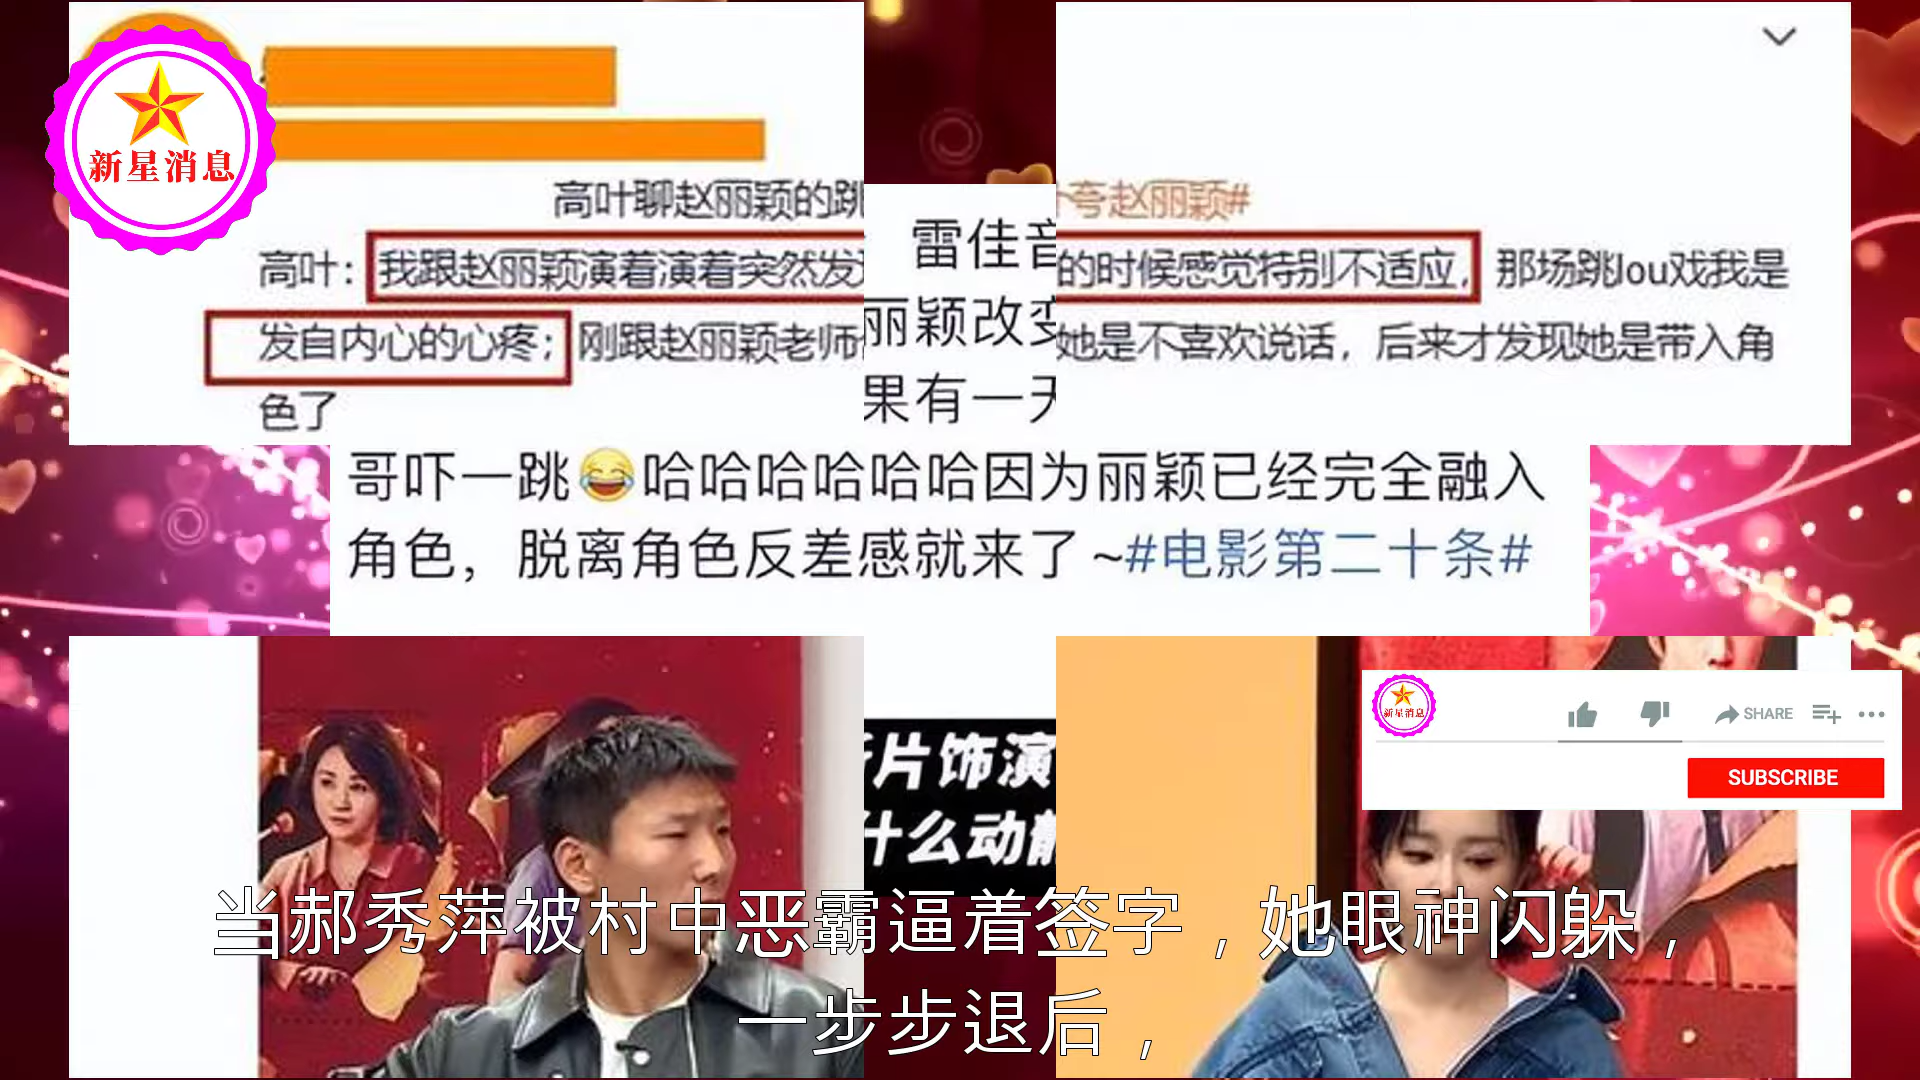 新星消息
高叶聊赵丽颖的跳
夸赵丽颖#
高叶：我跟赵丽颖演着演着突然发
的时候感觉特别不适应，那场跳lou戏我是
发自内心的心疼；刚跟赵丽颖老师
她是不喜欢说话，后来才发现她是带入角
色了
雷佳音
丽颖改变
果有一天
哥吓一跳😂哈哈哈哈哈哈因为丽颖已经完全融入
角色，脱离角色反差感就来了~#电影第二十条#
新星消息
SHARE
SUBSCRIBE
片饰演
什么动静
当郝秀萍被村中恶霸逼着签字，她眼神闪躲，
一步步退后，